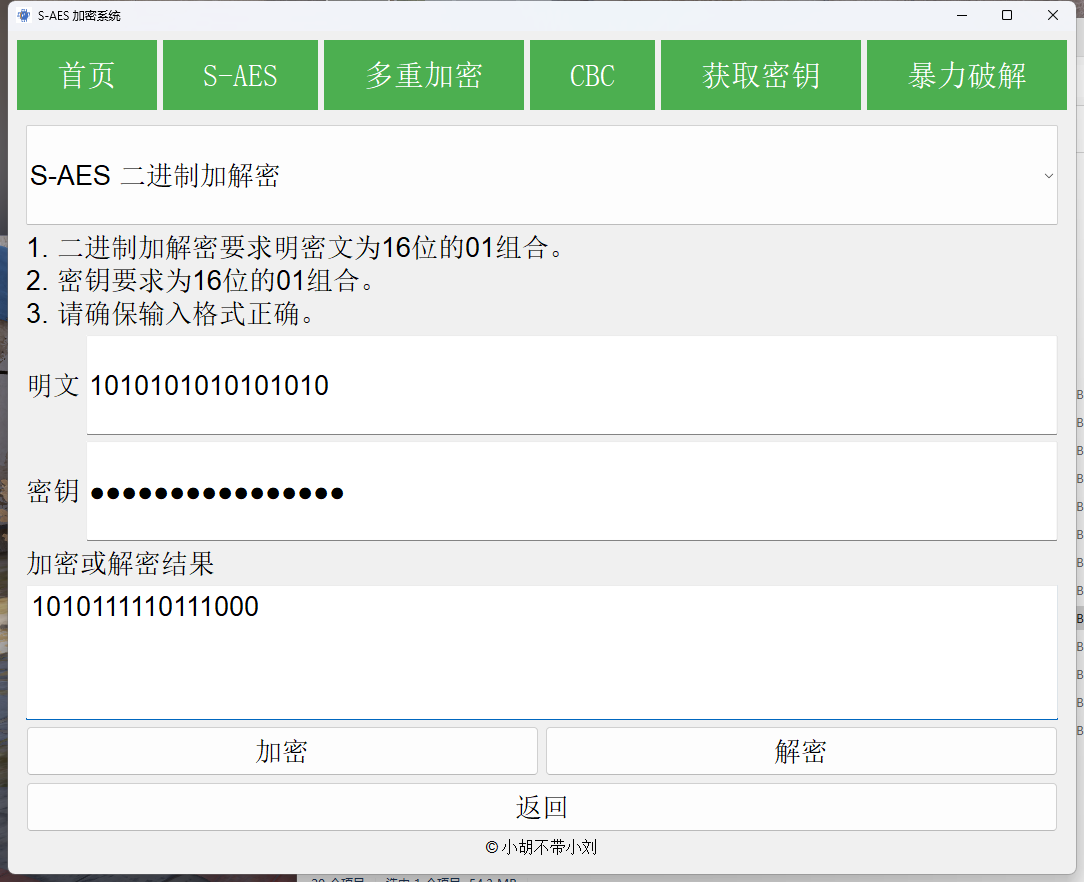 S-AES 加密系统
首页 S-AES 多重加密 CBC 获取密钥 暴力破解
S-AES 二进制加解密
1. 二进制加解密要求明密文为16位的01组合。
2. 密钥要求为16位的01组合。
3. 请确保输入格式正确。
明文 1010101010101010
密钥 ●●●●●●●●●●●●●●●●
加密或解密结果
1010111110111000
加密 解密
返回
© 小胡不带小刘